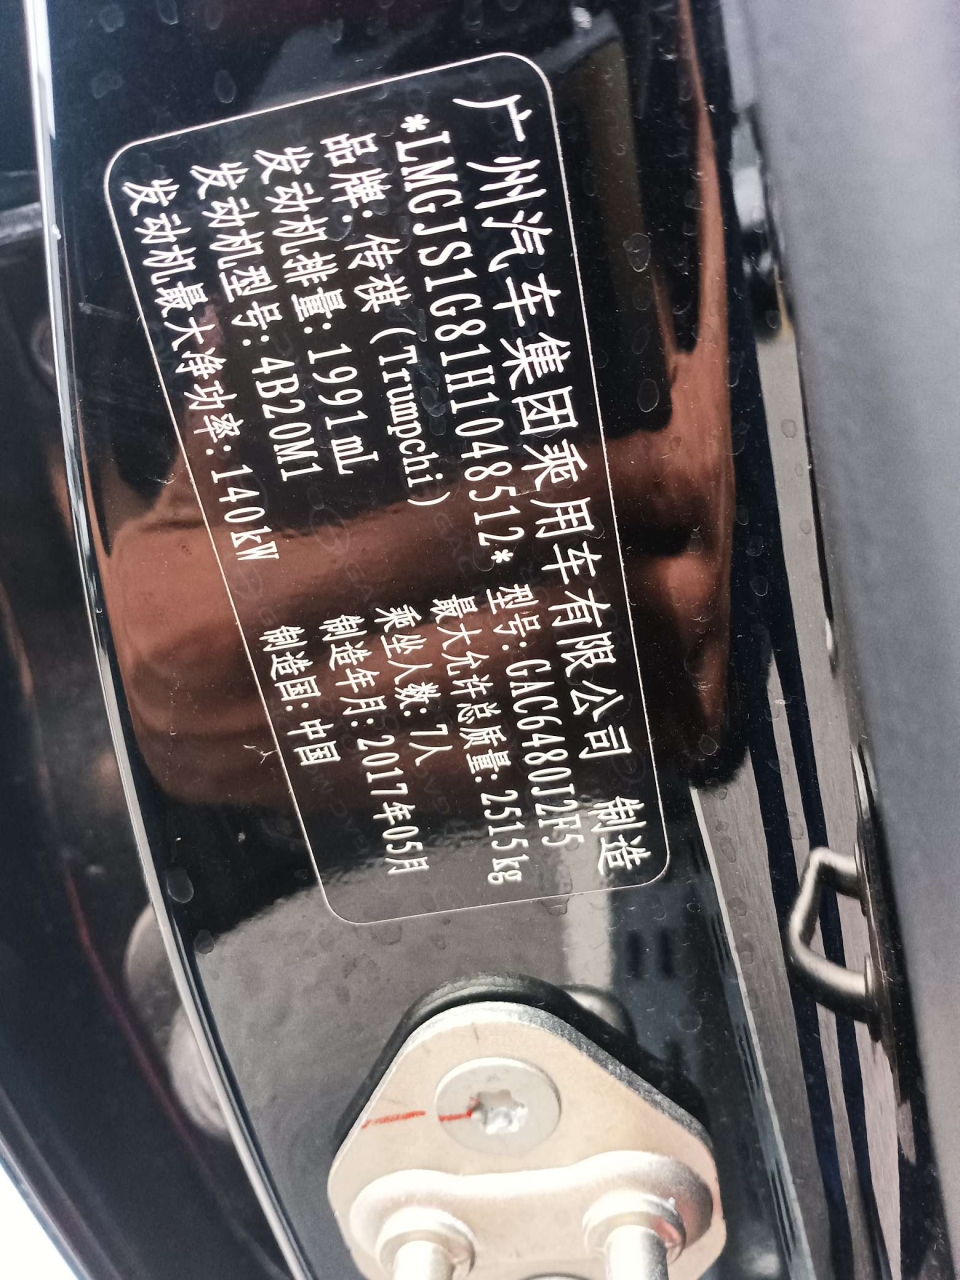 广州汽车集团乘用车有限公司 制造
*LMGJS1G81H1048512* 型号: GAC6480J2F5
品牌: 传祺 (Trumpchi) 最大允许总质量: 2515kg
发动机排量: 1991mL 乘坐人数: 7人
发动机型号: 4B20M1 制造年月: 2017年05月
发动机最大净功率: 140kW 制造国: 中国